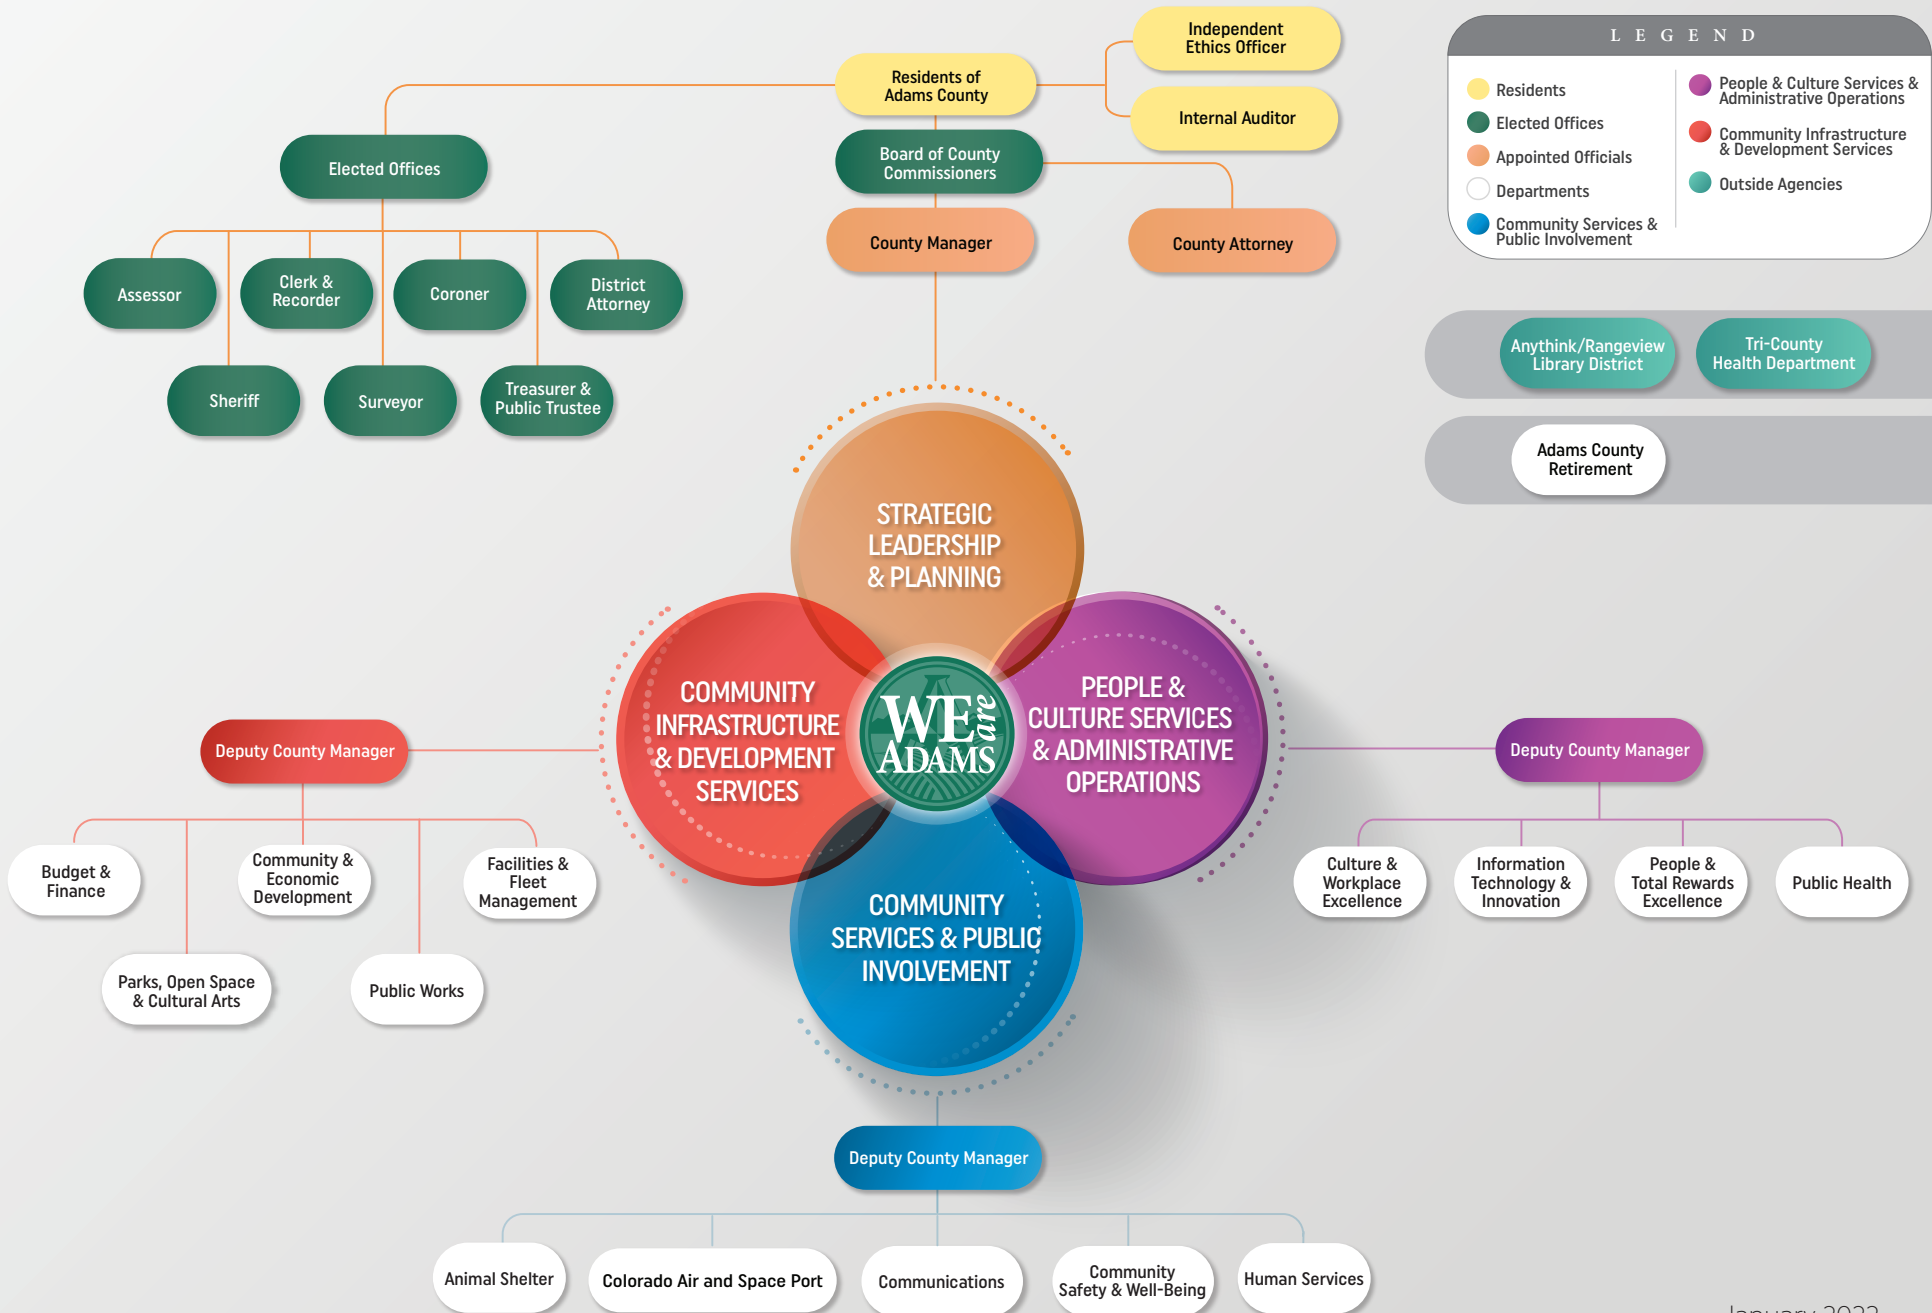 Independent
Ethics Officer
Residents of
Adams County
Internal Auditor
Board of County
Commissioners
County Manager
County Attorney
Elected Offices
Assessor
Clerk &
Recorder
Coroner
District
Attorney
Sheriff
Surveyor
Treasurer &
Public Trustee
LEGEND
Residents
Elected Offices
Appointed Officials
Departments
Community Services &
Public Involvement
People & Culture Services &
Administrative Operations
Community Infrastructure
& Development Services
Outside Agencies
Anythink/Rangeview
Library District
Tri-County
Health Department
Adams County
Retirement
STRATEGIC
LEADERSHIP
& PLANNING
COMMUNITY
INFRASTRUCTURE
& DEVELOPMENT
SERVICES
WE are
ADAMS
PEOPLE &
CULTURE SERVICES
& ADMINISTRATIVE
OPERATIONS
COMMUNITY
SERVICES & PUBLIC
INVOLVEMENT
Deputy County Manager
Budget &
Finance
Community &
Economic
Development
Facilities &
Fleet
Management
Parks, Open Space
& Cultural Arts
Public Works
Deputy County Manager
Culture &
Workplace
Excellence
Information
Technology &
Innovation
People &
Total Rewards
Excellence
Public Health
Deputy County Manager
Animal Shelter
Colorado Air and Space Port
Communications
Community
Safety & Well-Being
Human Services
January